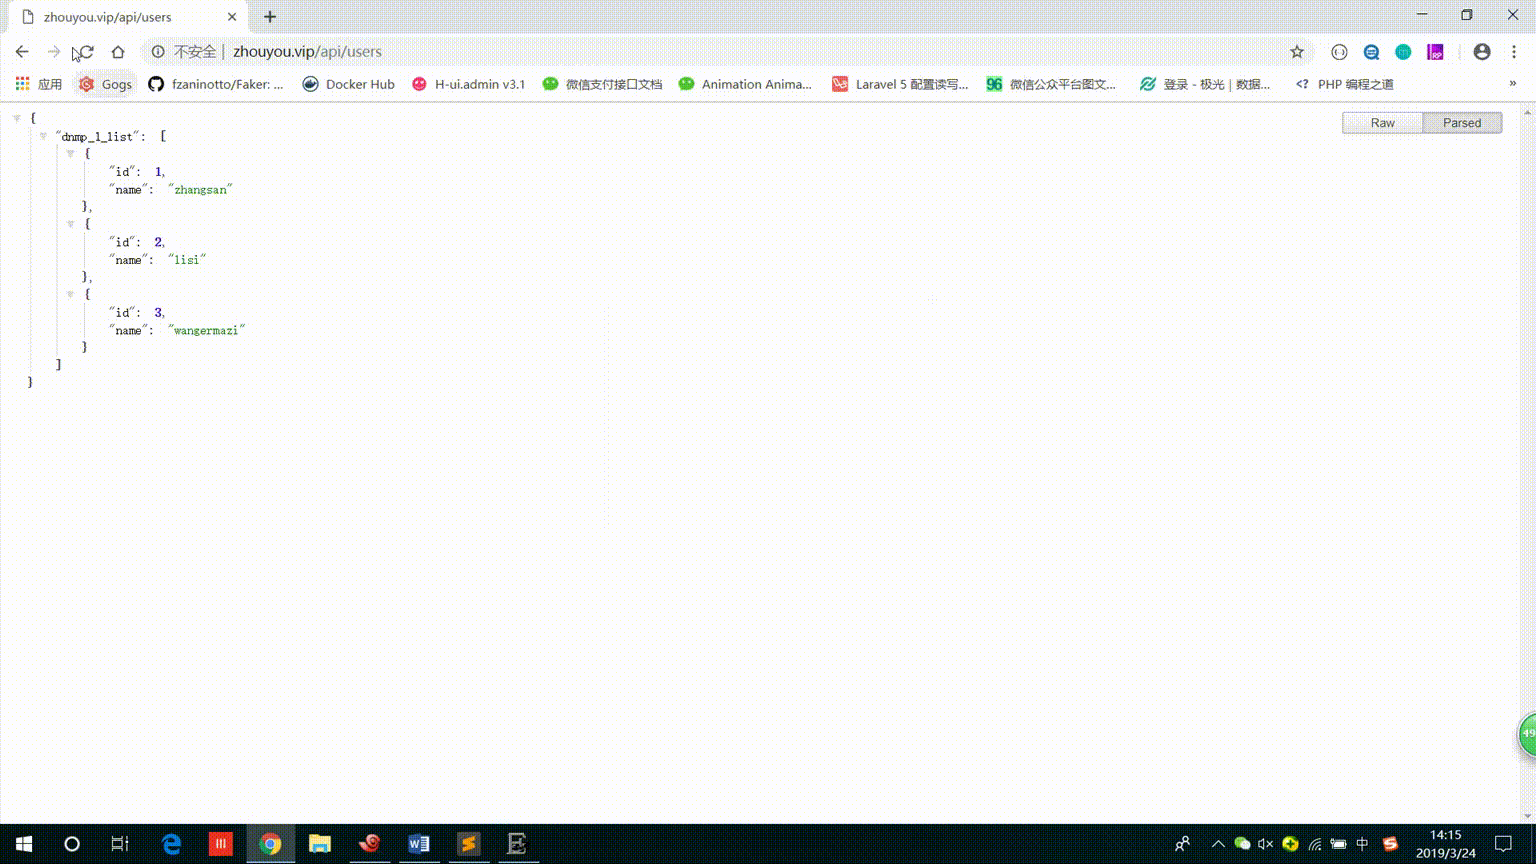 zhouyou.vip/api/users
不安全 | zhouyou.vip/api/users
应用 Gogs fzaninotto/Faker: ... Docker Hub H-ui.admin v3.1 微信支付接口文档 Animation Anima... Laravel 5 配置读写... 96 微信公众平台图文... 登录 - 极光 | 数据... <? PHP 编程之道 »
Raw Parsed
{
"dnmp_l_list": [
{
"id": 1,
"name": "zhangsan"
},
{
"id": 2,
"name": "lisi"
},
{
"id": 3,
"name": "wangermazi"
}
]
}
49
中
14:15
2019/3/24